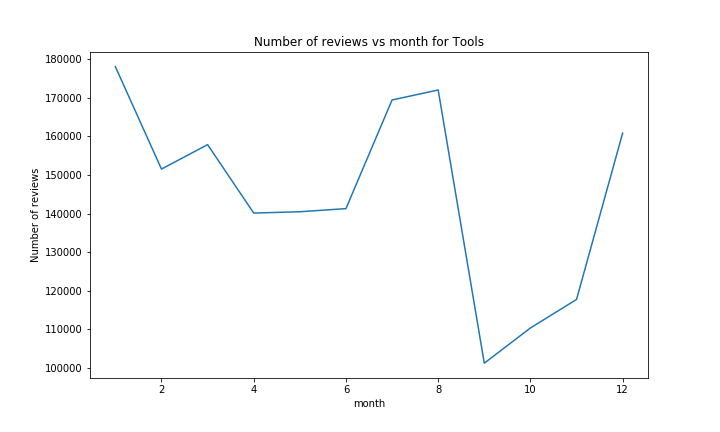 Number of reviews vs month for Tools
180000
170000
160000
150000
140000
130000
120000
110000
100000
Number of reviews
2 4 6 8 10 12
month